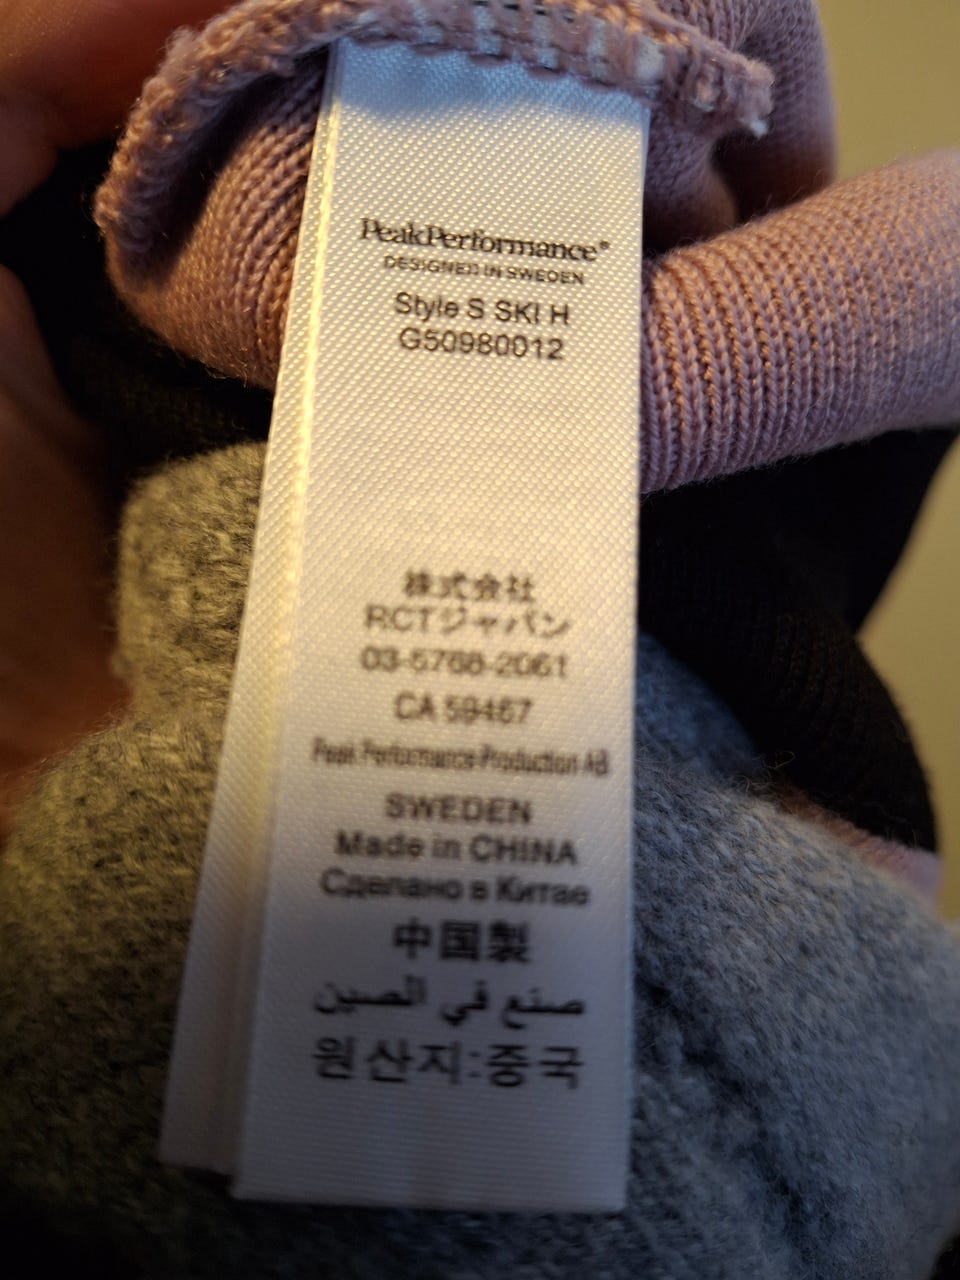 PeakPerformance®
DESIGNED IN SWEDEN
Style S SKI H
G50980012
株式会社
RCTジャパン
03-5768-2061
CA 59467
Peak Performance Production AB
SWEDEN
Made in CHINA
Сделано в Китае
中国製
صنع في الصين
원산지:중국